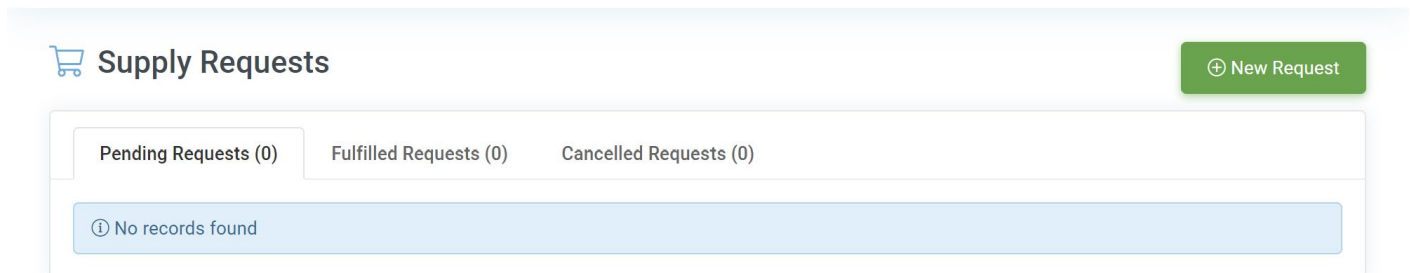 Supply Requests
New Request
Pending Requests (0)
Fulfilled Requests (0)
Cancelled Requests (0)
No records found